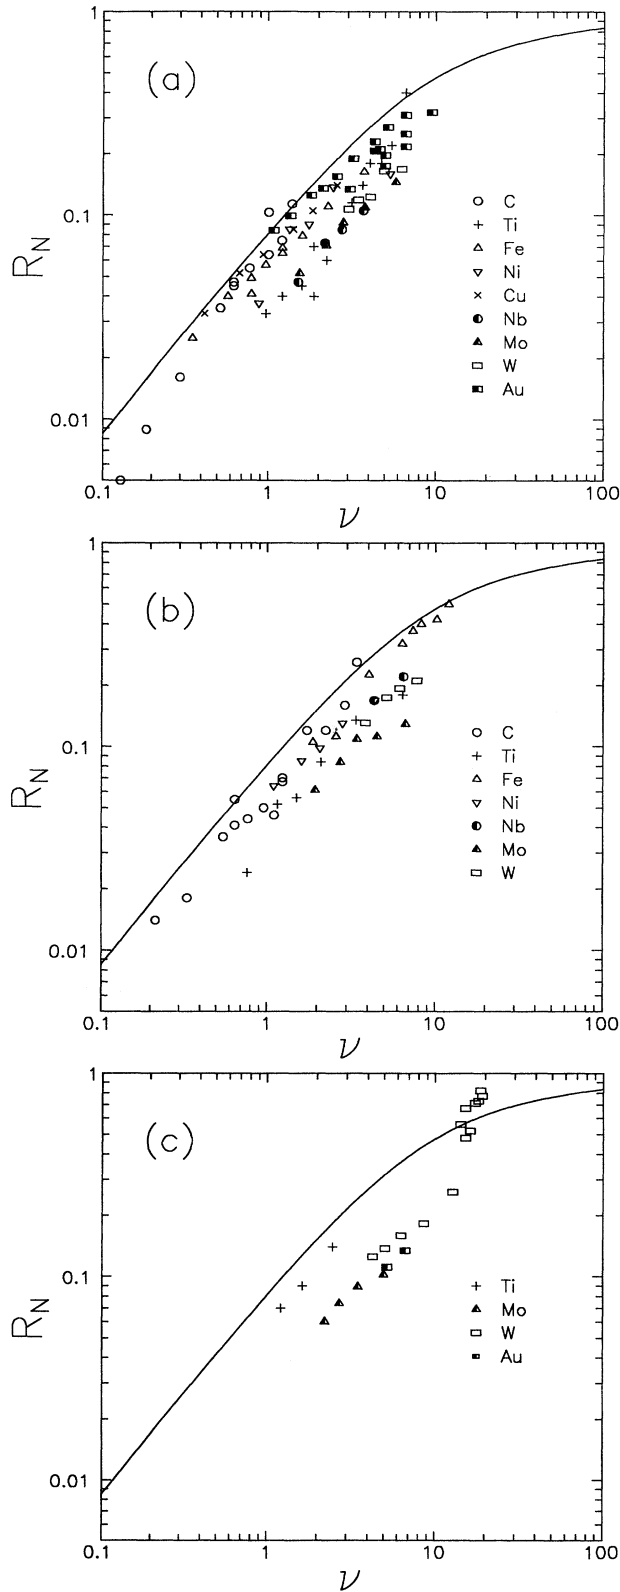 1
(a)
0.1
R_N
0.01
C
Ti
Fe
Ni
Cu
Nb
Mo
W
Au
0.1 1 10 100
ν
1
(b)
0.1
R_N
0.01
C
Ti
Fe
Ni
Nb
Mo
W
0.1 1 10 100
ν
1
(c)
0.1
R_N
0.01
Ti
Mo
W
Au
0.1 1 10 100
ν